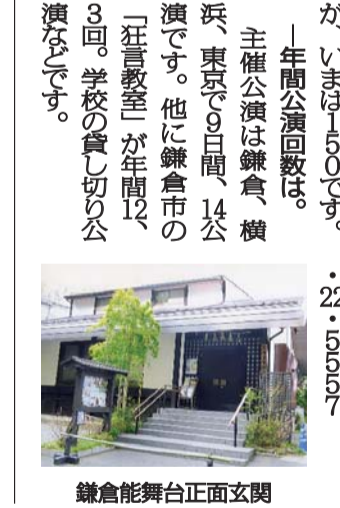 が、いまは150です。
―年間公演回数は。
主催公演は鎌倉、横
浜、東京で9日間、14公
演です。他に鎌倉市の
「狂言教室」が年間12、
3回。学校の貸し切り公
演などです。
・22・5557
鎌倉能舞台正面玄関